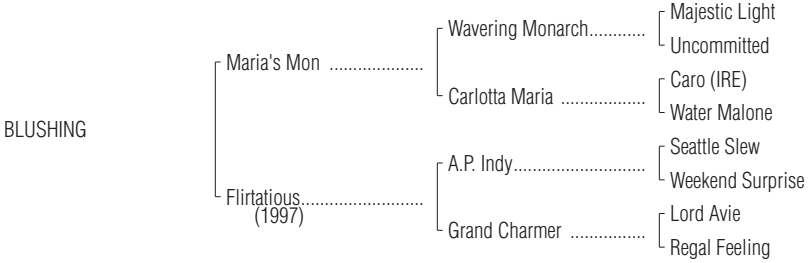 Majestic Light
Wavering Monarch............
Uncommitted
Maria's Mon .....................
Caro (IRE)
Carlotta Maria ..................
Water Malone
BLUSHING
Seattle Slew
A.P. Indy............................
Weekend Surprise
Flirtatious..........................
(1997)
Lord Avie
Grand Charmer ................
Regal Feeling